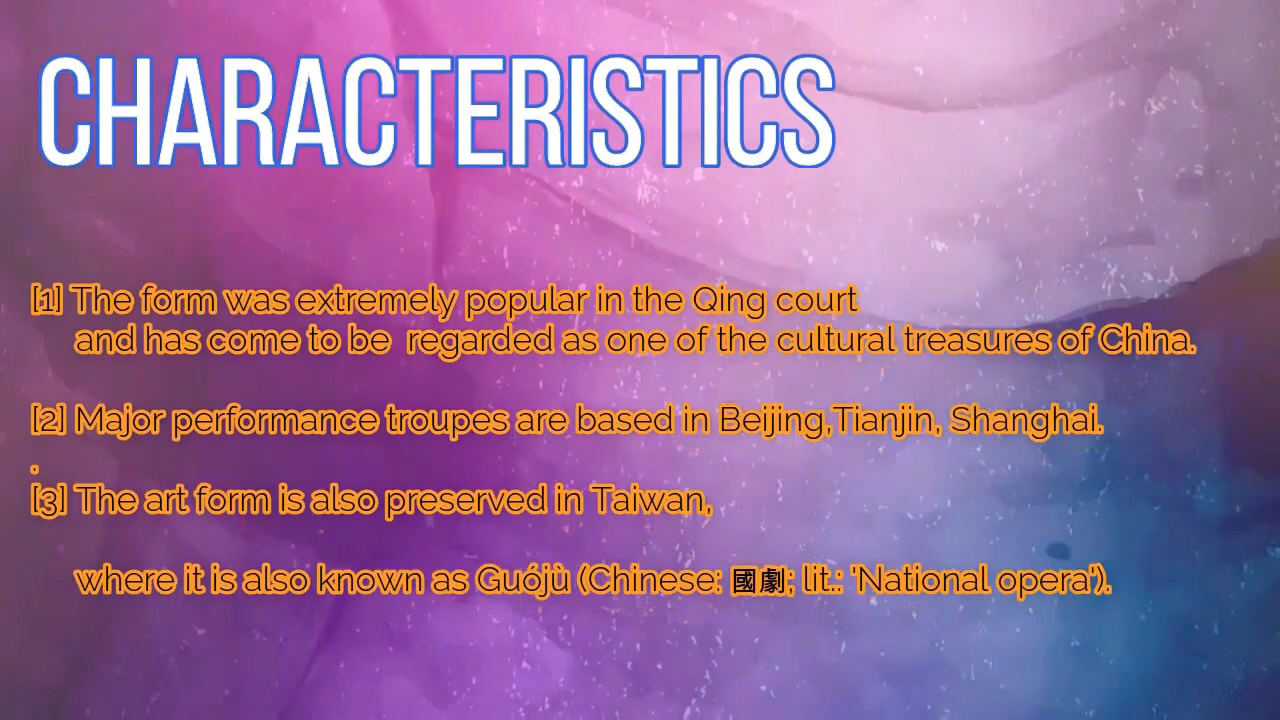 CHARACTERISTICS
[1] The form was extremely popular in the Qing court
and has come to be  regarded as one of the cultural treasures of China.
[2] Major performance troupes are based in Beijing,Tianjin, Shanghai.
.
[3] The art form is also preserved in Taiwan,
where it is also known as Guójù (Chinese: 國劇; lit.: 'National opera').